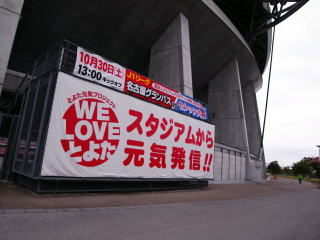 10月30日(土)
13:00キックオフ
J1リーグ
名古屋グランパス
とよた元気プロジェクト
WE
LOVE
とよた
スタジアムから
元気発信!!